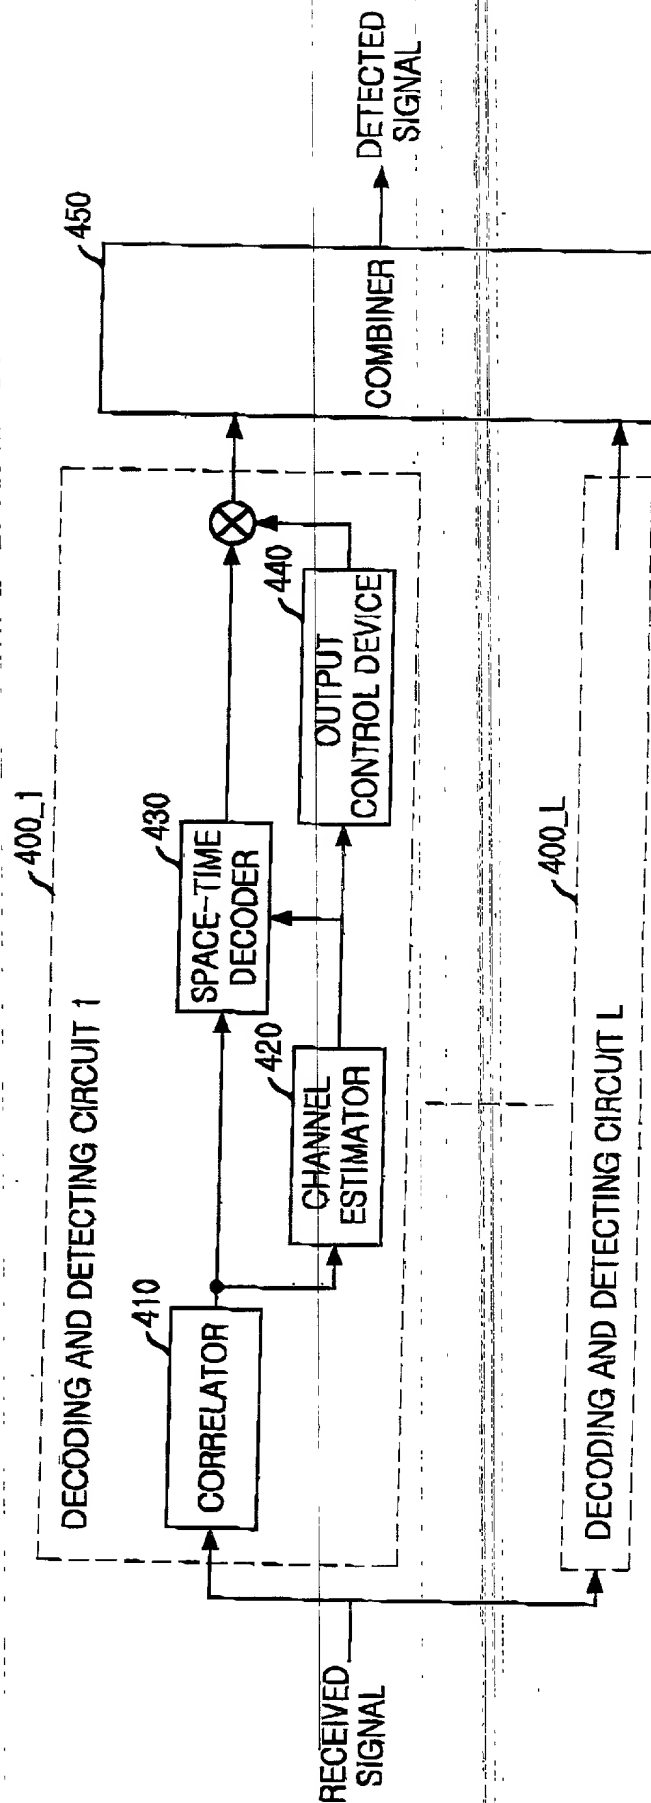 RECEIVED
SIGNAL
400_1
DECODING AND DETECTING CIRCUIT 1
410
CORRELATOR
420
CHANNEL
ESTIMATOR
430
SPACE-TIME
DECODER
440
OUTPUT
CONTROL DEVICE
450
COMBINER
DETECTED
SIGNAL
400_L
DECODING AND DETECTING CIRCUIT L